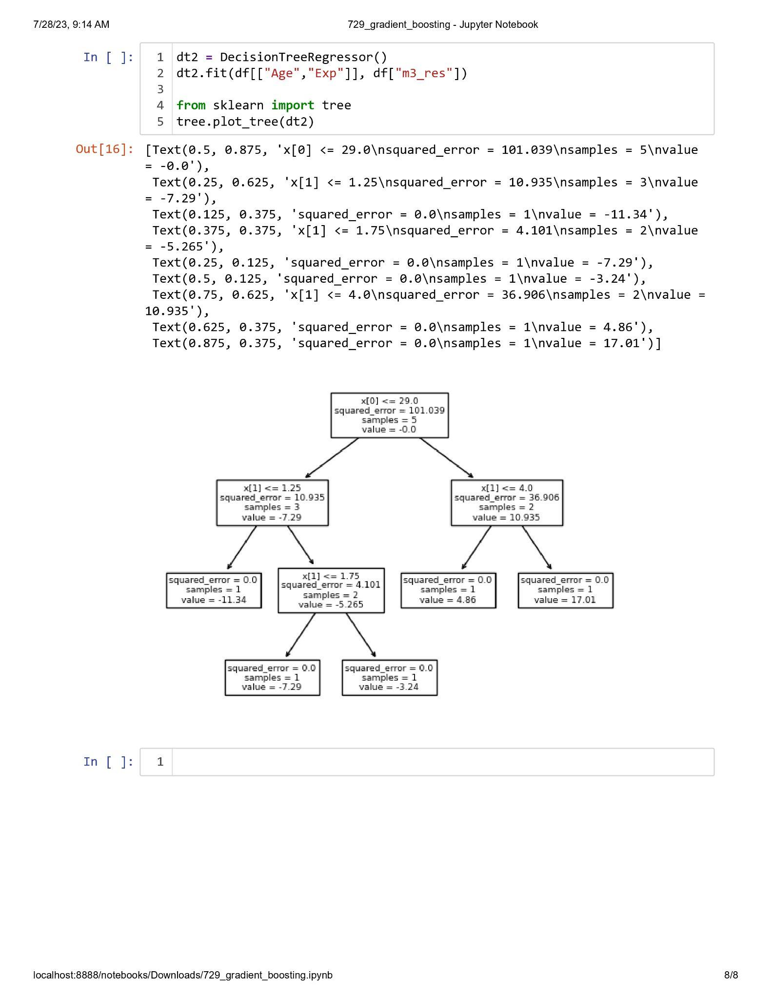 7/28/23, 9:14 AM
729_gradient_boosting - Jupyter Notebook
In [ ]:
1 dt2 = DecisionTreeRegressor()
2 dt2.fit(df[["Age","Exp"]], df["m3_res"])
3
4 from sklearn import tree
5 tree.plot_tree(dt2)
Out[16]:
[Text(0.5, 0.875, 'x[0] <= 29.0\nsquared_error = 101.039\nsamples = 5\nvalue
= -0.0'),
Text(0.25, 0.625, 'x[1] <= 1.25\nsquared_error = 10.935\nsamples = 3\nvalue
= -7.29'),
Text(0.125, 0.375, 'squared_error = 0.0\nsamples = 1\nvalue = -11.34'),
Text(0.375, 0.375, 'x[1] <= 1.75\nsquared_error = 4.101\nsamples = 2\nvalue
= -5.265'),
Text(0.25, 0.125, 'squared_error = 0.0\nsamples = 1\nvalue = -7.29'),
Text(0.5, 0.125, 'squared_error = 0.0\nsamples = 1\nvalue = -3.24'),
Text(0.75, 0.625, 'x[1] <= 4.0\nsquared_error = 36.906\nsamples = 2\nvalue =
10.935'),
Text(0.625, 0.375, 'squared_error = 0.0\nsamples = 1\nvalue = 4.86'),
Text(0.875, 0.375, 'squared_error = 0.0\nsamples = 1\nvalue = 17.01')]
x[0] <= 29.0
squared_error = 101.039
samples = 5
value = -0.0
x[1] <= 1.25
squared_error = 10.935
samples = 3
value = -7.29
x[1] <= 4.0
squared_error = 36.906
samples = 2
value = 10.935
squared_error = 0.0
samples = 1
value = -11.34
x[1] <= 1.75
squared_error = 4.101
samples = 2
value = -5.265
squared_error = 0.0
samples = 1
value = 4.86
squared_error = 0.0
samples = 1
value = 17.01
squared_error = 0.0
samples = 1
value = -7.29
squared_error = 0.0
samples = 1
value = -3.24
In [ ]:
1
localhost:8888/notebooks/Downloads/729_gradient_boosting.ipynb
8/8